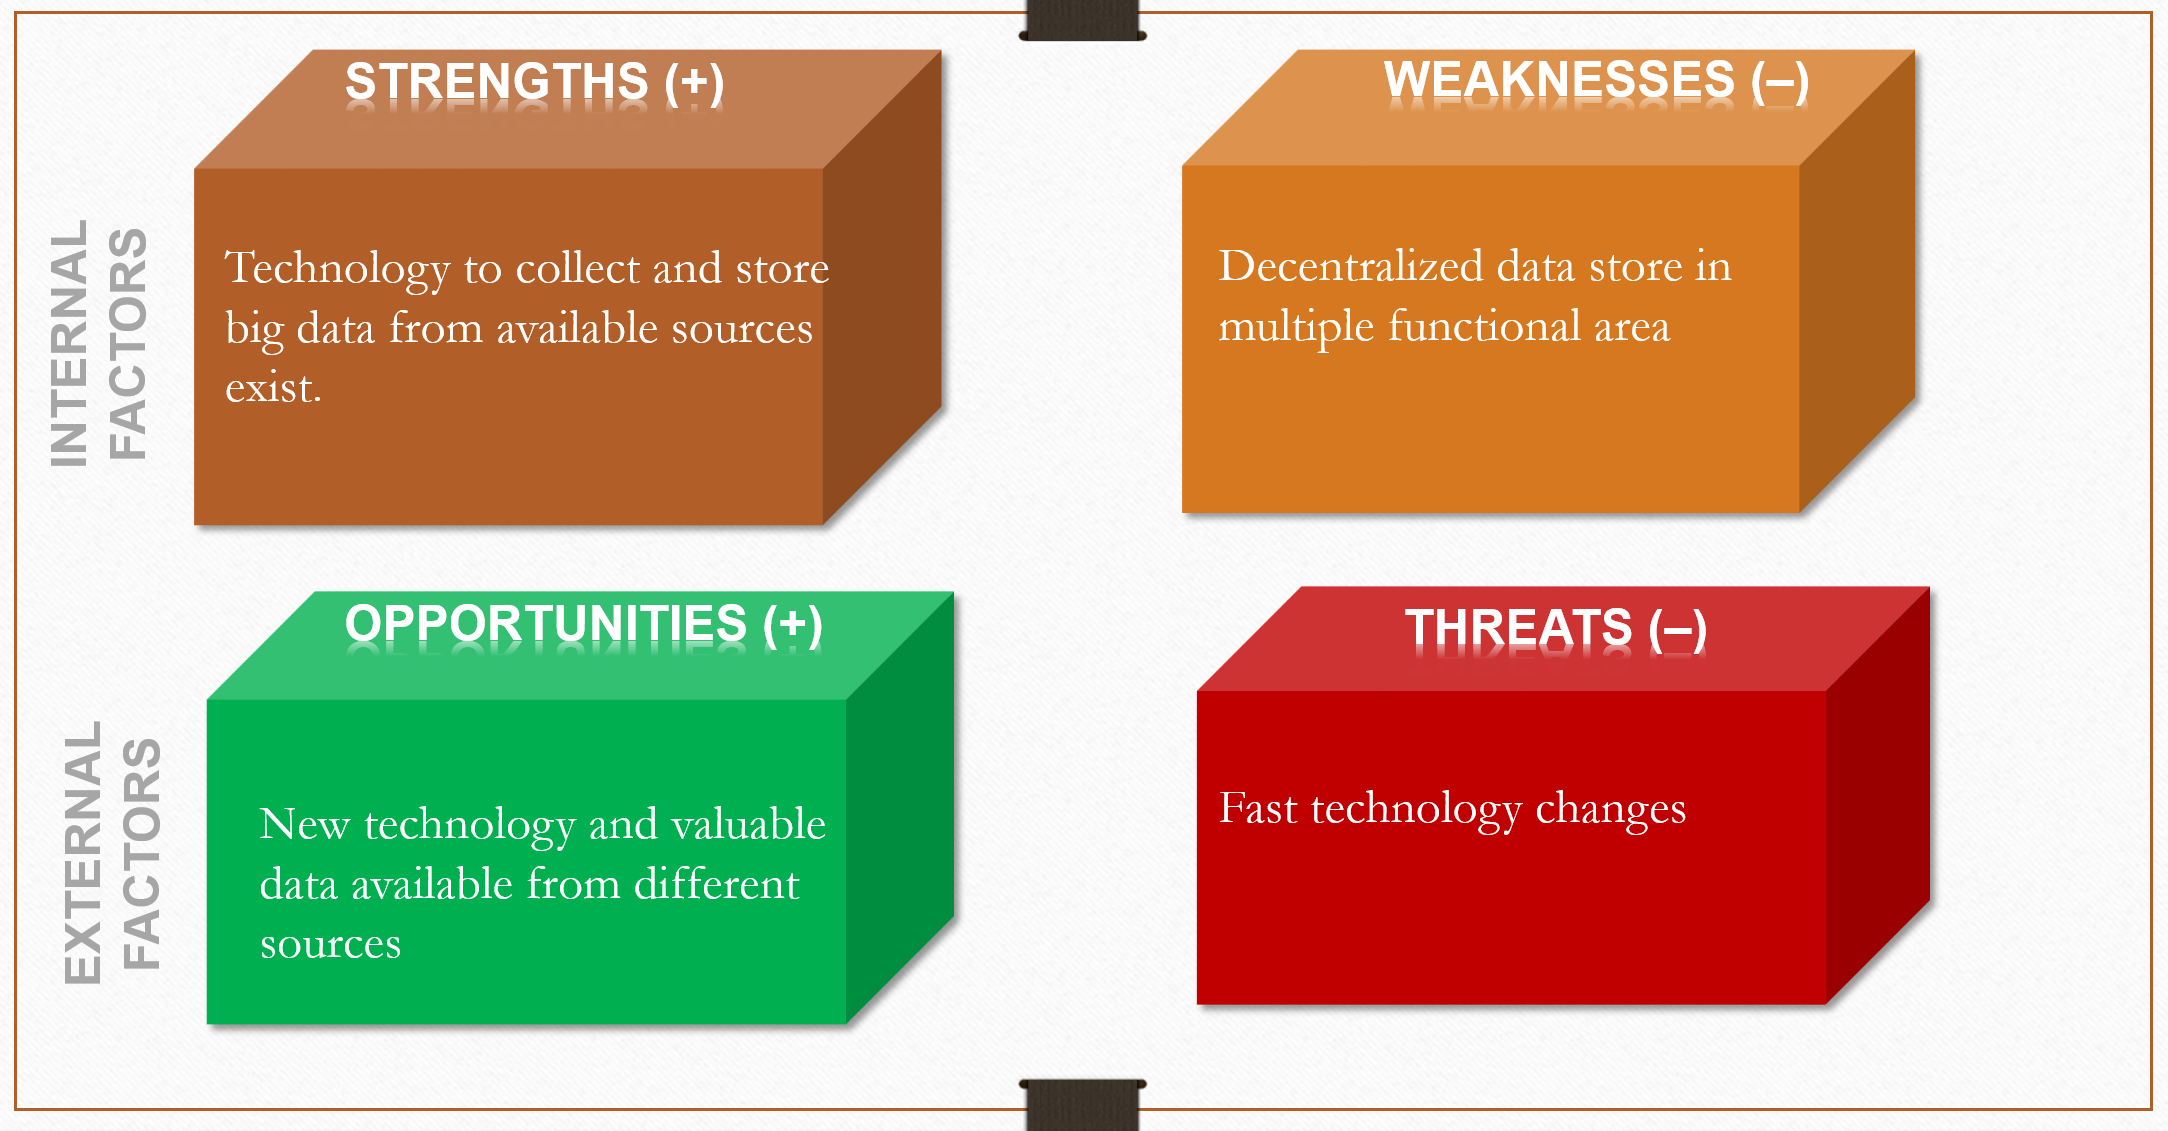 STRENGTHS (+)
WEAKNESSES (–)
INTERNAL
FACTORS
Technology to collect and store
big data from available sources
exist.
Decentralized data store in
multiple functional area
OPPORTUNITIES (+)
THREATS (–)
EXTERNAL
FACTORS
New technology and valuable
data available from different
sources
Fast technology changes